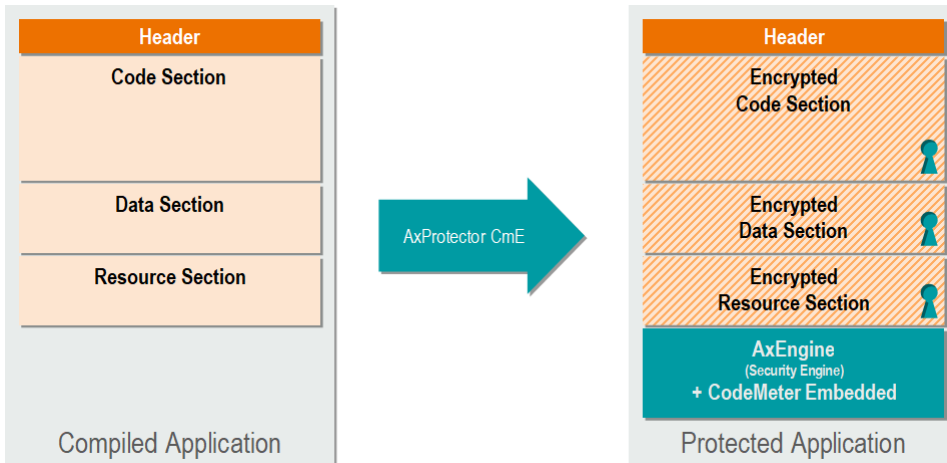 Header
Code Section
Data Section
Resource Section
Compiled Application
AxProtector CmE
Header
Encrypted
Code Section
Encrypted
Data Section
Encrypted
Resource Section
AxEngine
(Security Engine)
+ CodeMeter Embedded
Protected Application